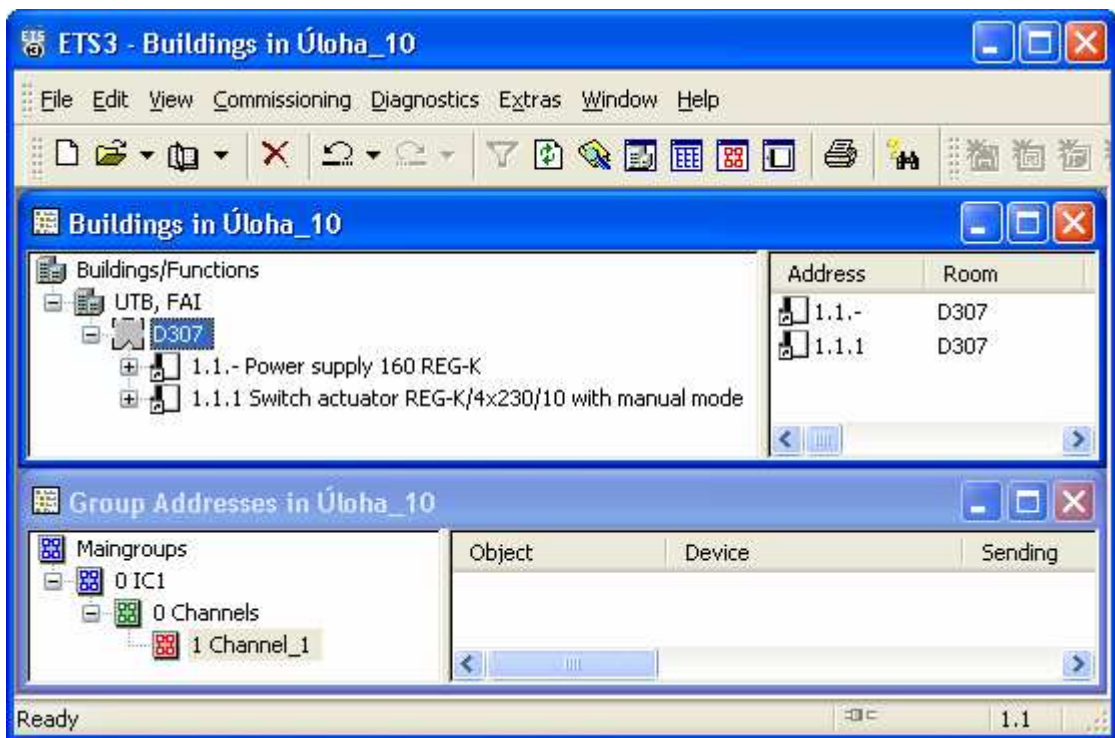 ETS3 - Buildings in Úloha_10
File Edit View Commissioning Diagnostics Extras Window Help
Buildings in Úloha_10
Buildings/Functions
UTB, FAI
D307
1.1.- Power supply 160 REG-K
1.1.1 Switch actuator REG-K/4x230/10 with manual mode
Address Room
1.1.- D307
1.1.1 D307
Group Addresses in Úloha_10
Maingroups
0 IC1
0 Channels
1 Channel_1
Object Device Sending
Ready 1.1